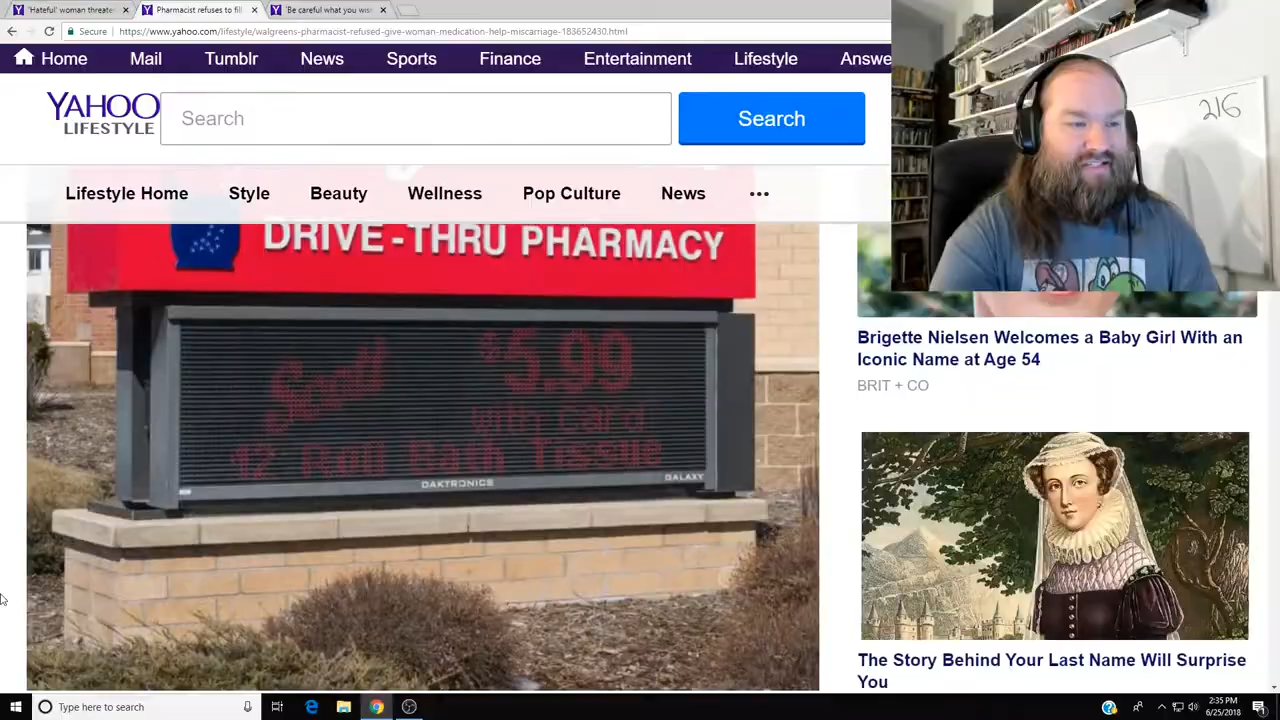 'Hateful' woman threate
Pharmacist refuses to fil
'Be careful what you wis
Secure
https://www.yahoo.com/lifestyle/walgreens-pharmacist-refused-give-woman-medication-help-miscarriage-183652430.html
Home Mail Tumblr News Sports Finance Entertainment Lifestyle Answe
YAHOO
LIFESTYLE
Search
Search
216
Lifestyle Home Style Beauty Wellness Pop Culture News
DRIVE-THRU PHARMACY
Scott $5.99
with card
12 Roll Bath Tissue
DAKTRONICS
GALAXY
Brigette Nielsen Welcomes a Baby Girl With an
Iconic Name at Age 54
BRIT + CO
The Story Behind Your Last Name Will Surprise
You
Type here to search
2:35 PM
6/25/2018